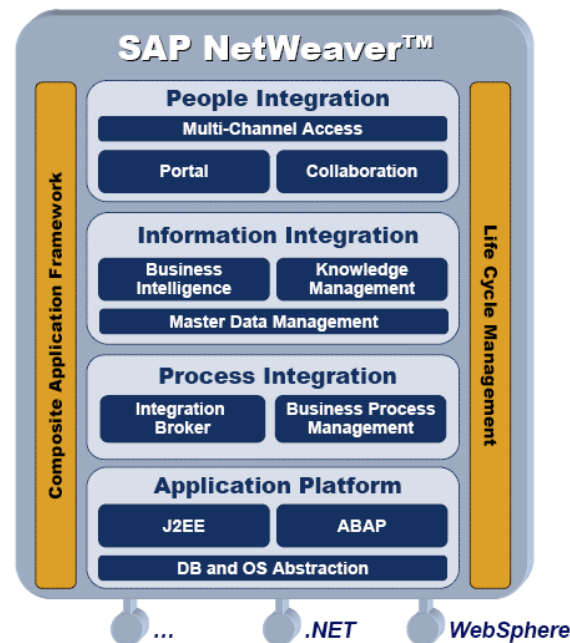 SAP NetWeaver™
Composite Application Framework
People Integration
Multi-Channel Access
Portal
Collaboration
Information Integration
Business
Intelligence
Knowledge
Management
Master Data Management
Process Integration
Integration
Broker
Business Process
Management
Application Platform
J2EE
ABAP
DB and OS Abstraction
Life Cycle Management
...
.NET
WebSphere